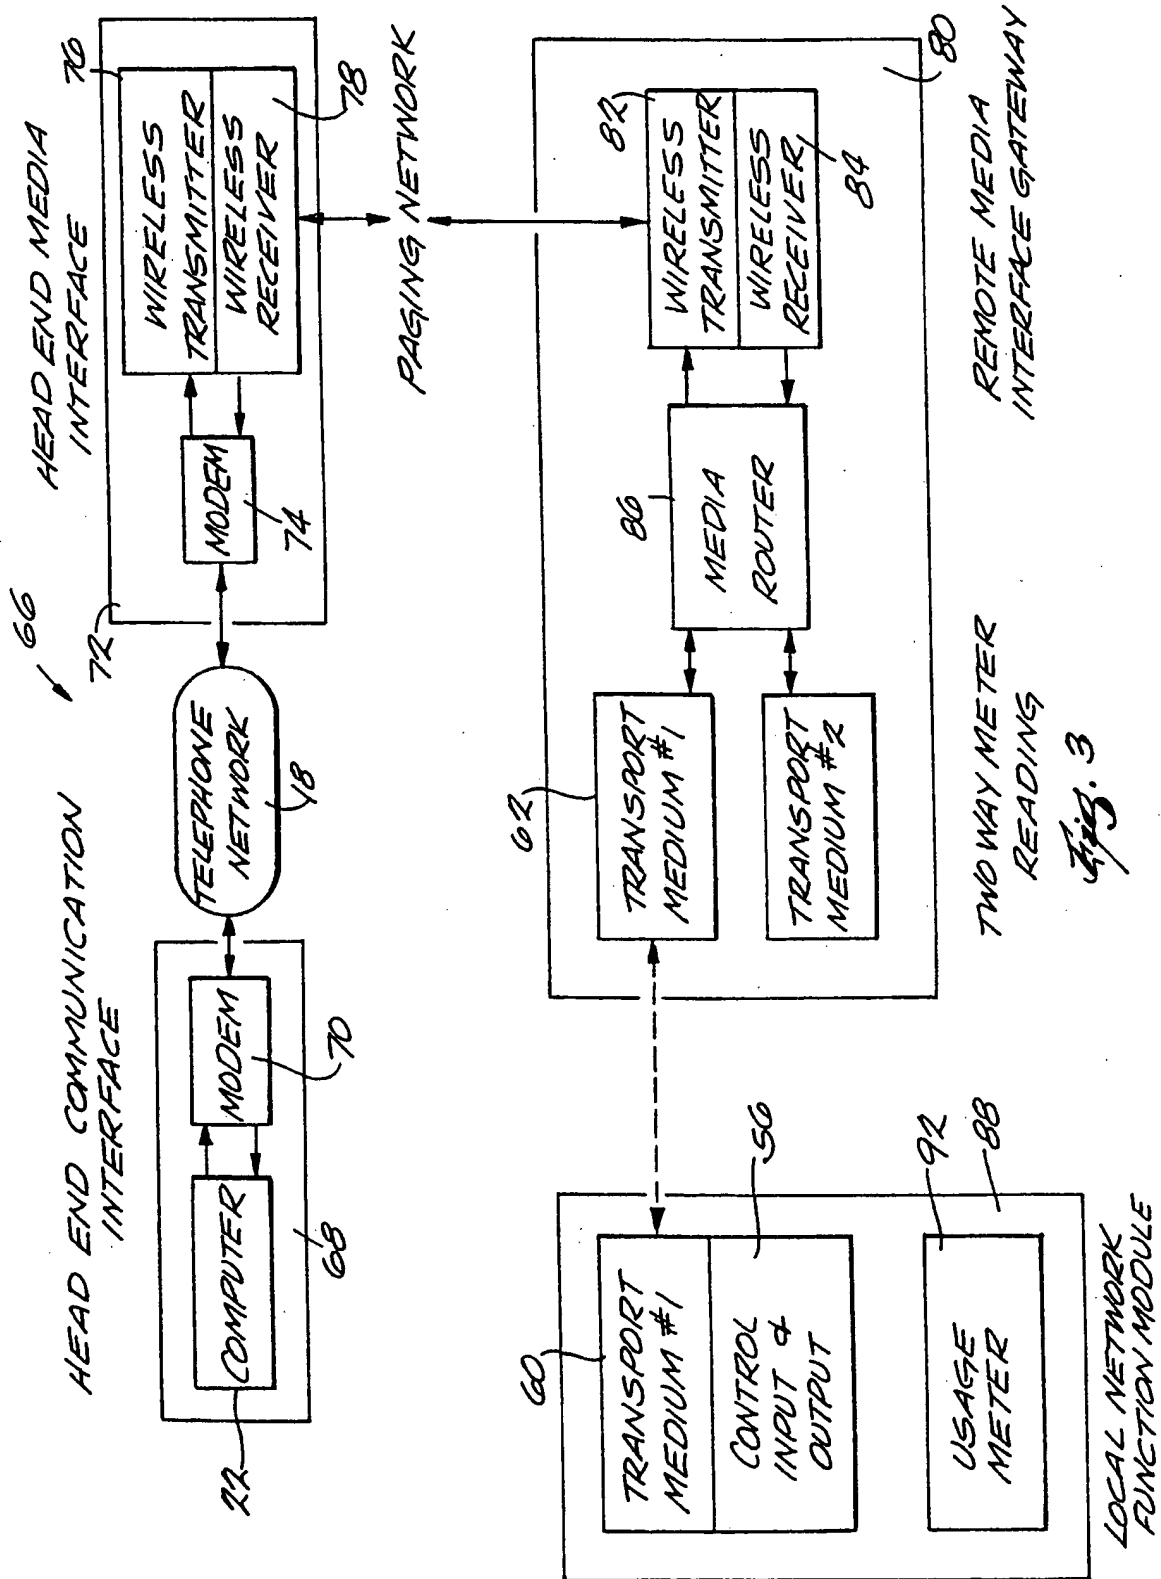 66
HEAD END COMMUNICATION
INTERFACE
22
COMPUTER
MODEM
70
68
TELEPHONE
NETWORK
18
HEAD END MEDIA
INTERFACE
72
MODEM
74
76
WIRELESS
TRANSMITTER
WIRELESS
RECEIVER
78
PAGING NETWORK
60
TRANSPORT
MEDIUM #1
CONTROL
INPUT &
OUTPUT
56
USAGE
METER
92
88
LOCAL NETWORK
FUNCTION MODULE
62
TRANSPORT
MEDIUM #1
TRANSPORT
MEDIUM #2
86
MEDIA
ROUTER
82
WIRELESS
TRANSMITTER
WIRELESS
RECEIVER
84
80
REMOTE MEDIA
INTERFACE GATEWAY
TWO WAY METER
READING
Fig. 3